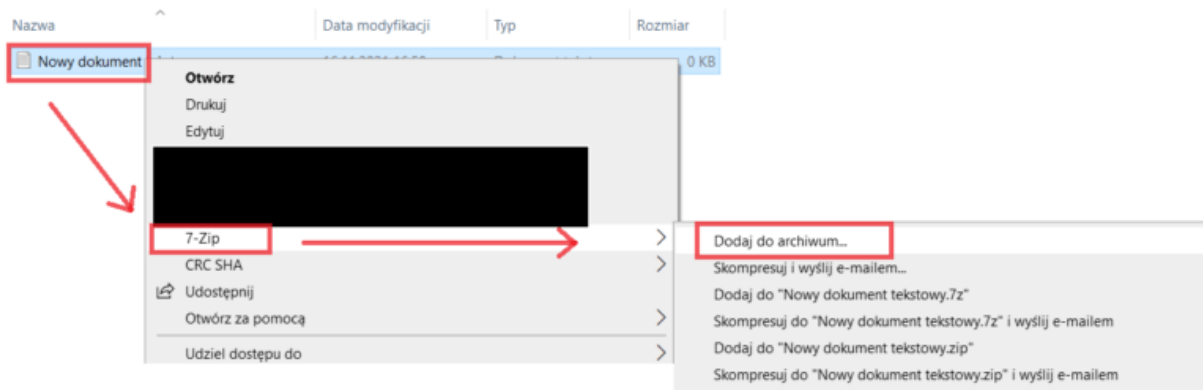 Nazwa Data modyfikacji Typ Rozmiar
Nowy dokument 0 KB
Otwórz
Drukuj
Edytuj
7-Zip
Dodaj do archiwum...
CRC SHA
Skompresuj i wyślij e-mailem...
Udostępnij
Dodaj do "Nowy dokument tekstowy.7z"
Otwórz za pomocą
Skompresuj do "Nowy dokument tekstowy.7z" i wyślij e-mailem
Udziel dostępu do
Dodaj do "Nowy dokument tekstowy.zip"
Skompresuj do "Nowy dokument tekstowy.zip" i wyślij e-mailem